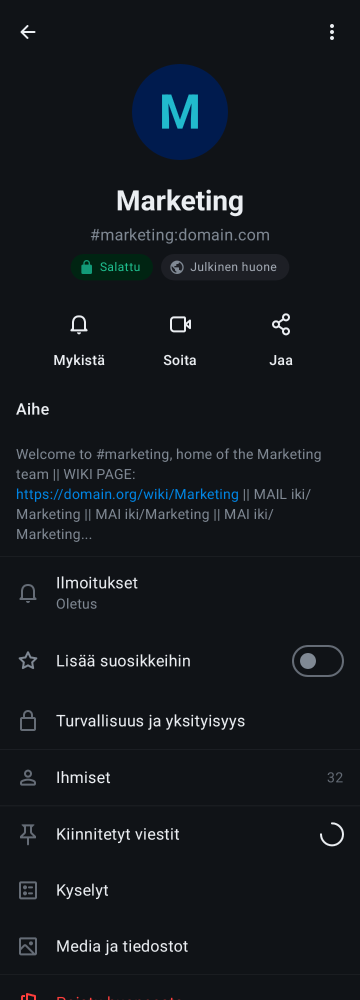 M
Marketing
#marketing:domain.com
Salattu
Julkinen huone
Mykistä
Soita
Jaa
Aihe
Welcome to #marketing, home of the Marketing
team || WIKI PAGE:
https://domain.org/wiki/Marketing || MAIL iki/
Marketing || MAI iki/Marketing || MAI iki/
Marketing...
Ilmoitukset
Oletus
Lisää suosikkeihin
Turvallisuus ja yksityisyys
Ihmiset
32
Kiinnitetyt viestit
Kyselyt
Media ja tiedostot